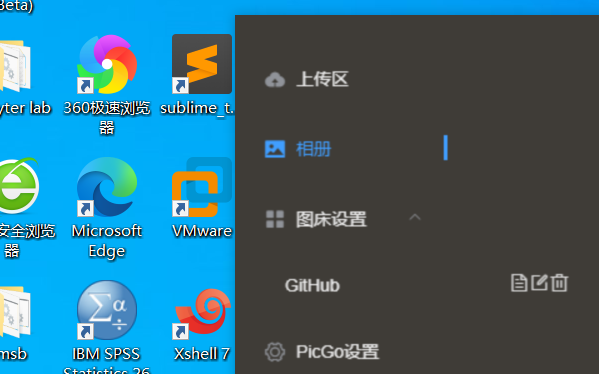 Beta)
yter lab
360极速浏览
器
sublime_t...
安全浏览
器
Microsoft
Edge
VMware
msb
IBM SPSS
Statistics 26
Xshell 7
上传区
相册
图床设置
GitHub
PicGo设置